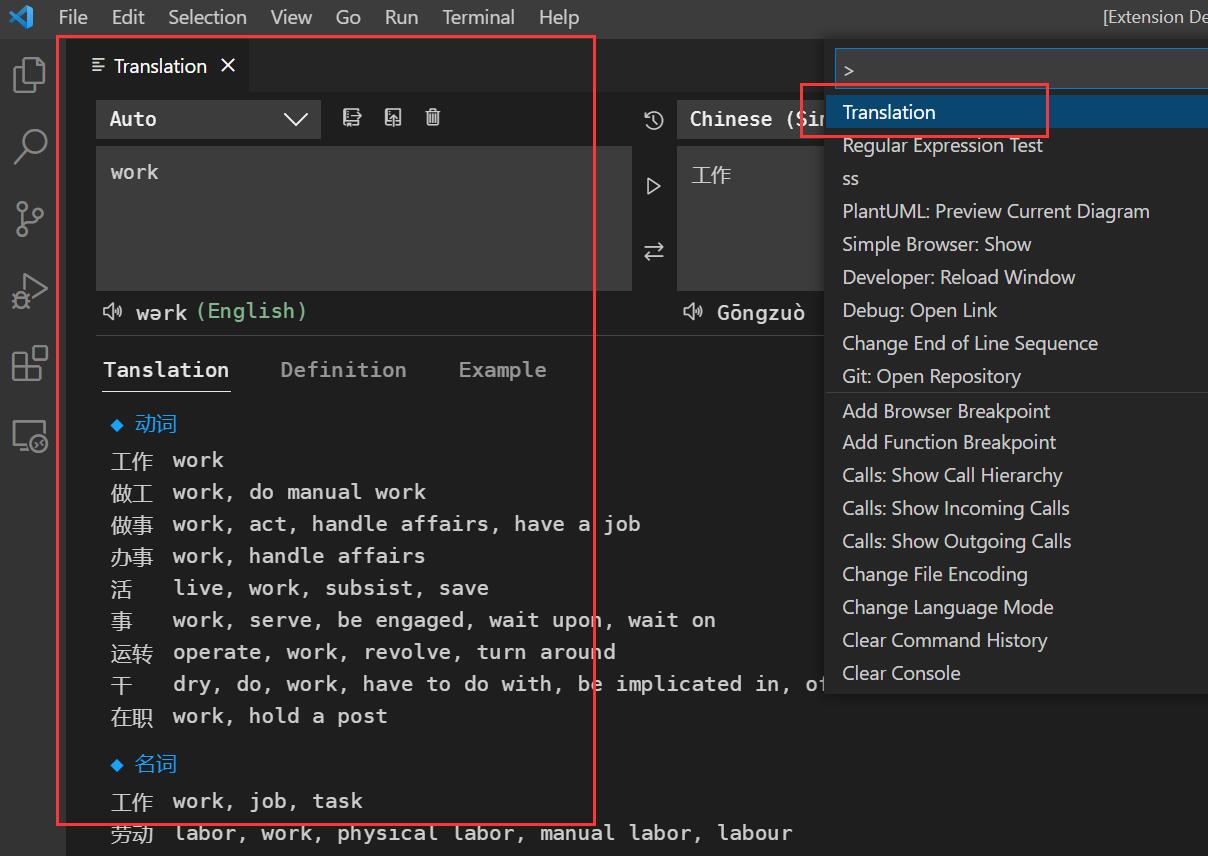 File Edit Selection View Go Run Terminal Help
[Extension De
Translation
Auto
work
wərk (English)
Chinese (Sim
工作
Gōngzuò
Tanslation Definition Example
动词
工作 work
做工 work, do manual work
做事 work, act, handle affairs, have a job
办事 work, handle affairs
活 live, work, subsist, save
事 work, serve, be engaged, wait upon, wait on
运转 operate, work, revolve, turn around
干 dry, do, work, have to do with, be implicated in, of
在职 work, hold a post
名词
工作 work, job, task
劳动 labor, work, physical labor, manual labor, labour
>
Translation
Regular Expression Test
ss
PlantUML: Preview Current Diagram
Simple Browser: Show
Developer: Reload Window
Debug: Open Link
Change End of Line Sequence
Git: Open Repository
Add Browser Breakpoint
Add Function Breakpoint
Calls: Show Call Hierarchy
Calls: Show Incoming Calls
Calls: Show Outgoing Calls
Change File Encoding
Change Language Mode
Clear Command History
Clear Console